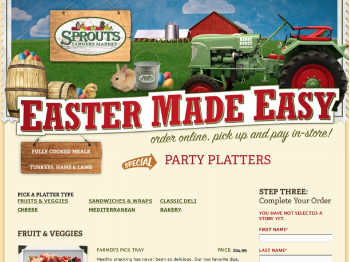 SPROUTS
FARMERS MARKET
EASTER MADE EASY
order online, pick up and pay in-store!
FULLY COOKED MEALS
TURKEYS, HAMS & LAMB
SPECIAL PARTY PLATTERS
PICK A PLATTER TYPE
FRUITS & VEGGIES SANDWICHES & WRAPS CLASSIC DELI
CHEESE MEDITERRANEAN BAKERY
STEP THREE:
Complete Your Order
YOU HAVE NOT SELECTED A
STORE YET.
FIRST NAME*
LAST NAME*
FRUIT & VEGGIES
FARMER'S PICK TRAY PRICE:
Healthy snacking has never been so delicious. Our two favorite dips,